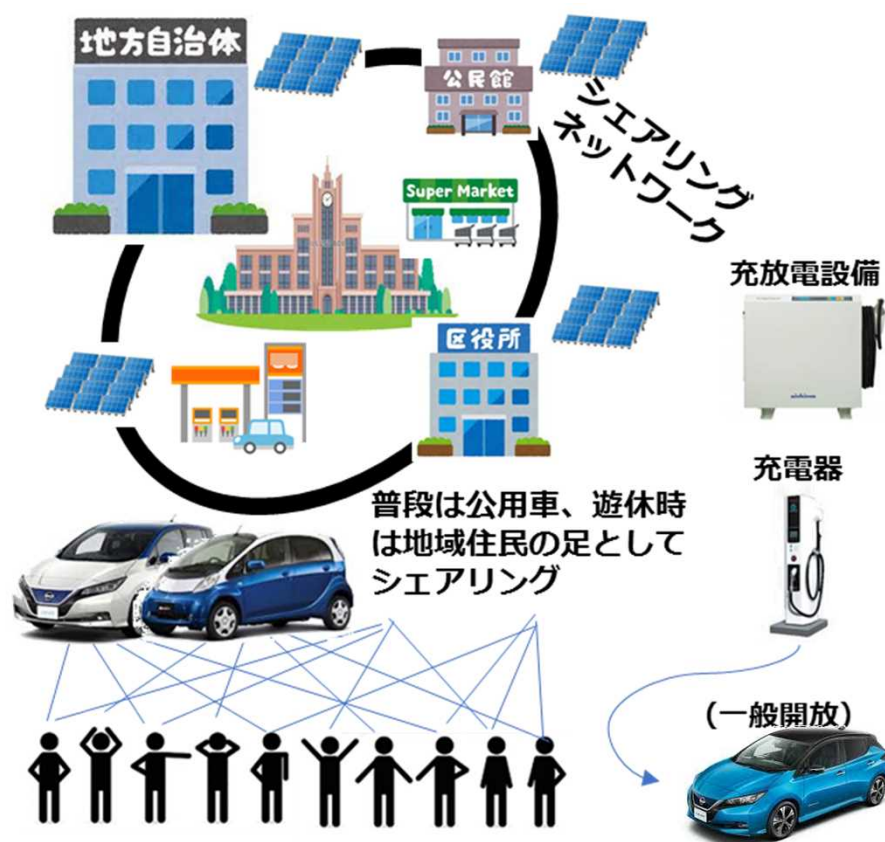 地方自治体
公民館
シェアリング
ネットワーク
Super Market
充放電設備
区役所
nichicon
充電器
普段は公用車、遊休時
は地域住民の足として
シェアリング
(一般開放)